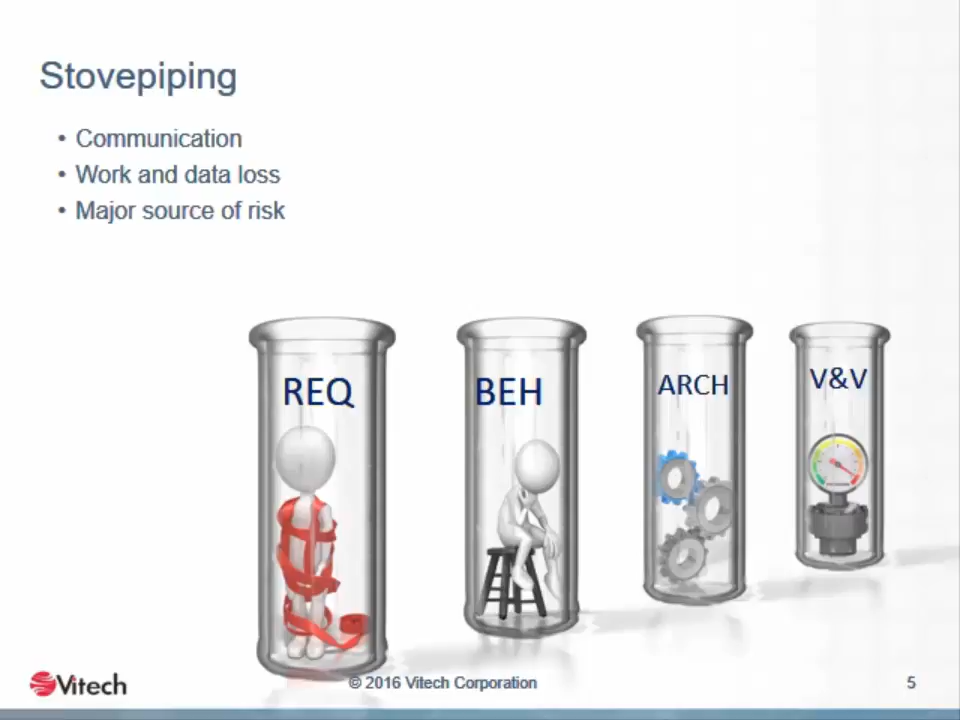 Stovepiping
• Communication
• Work and data loss
• Major source of risk
REQ
BEH
ARCH
V&V
Vitech
© 2016 Vitech Corporation
5